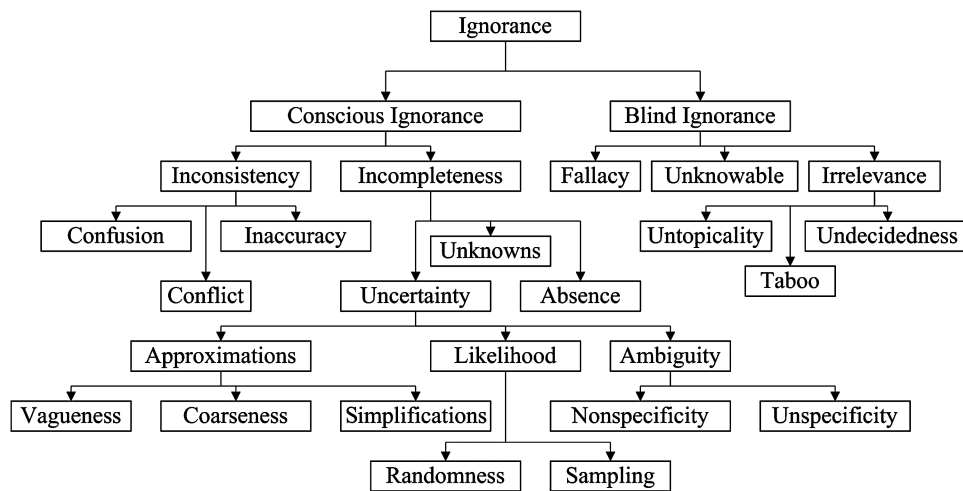 Ignorance
Conscious Ignorance
Blind Ignorance
Inconsistency
Incompleteness
Fallacy
Unknowable
Irrelevance
Confusion
Inaccuracy
Unknowns
Untopicality
Undecidedness
Taboo
Conflict
Uncertainty
Absence
Approximations
Likelihood
Ambiguity
Vagueness
Coarseness
Simplifications
Nonspecificity
Unspecificity
Randomness
Sampling